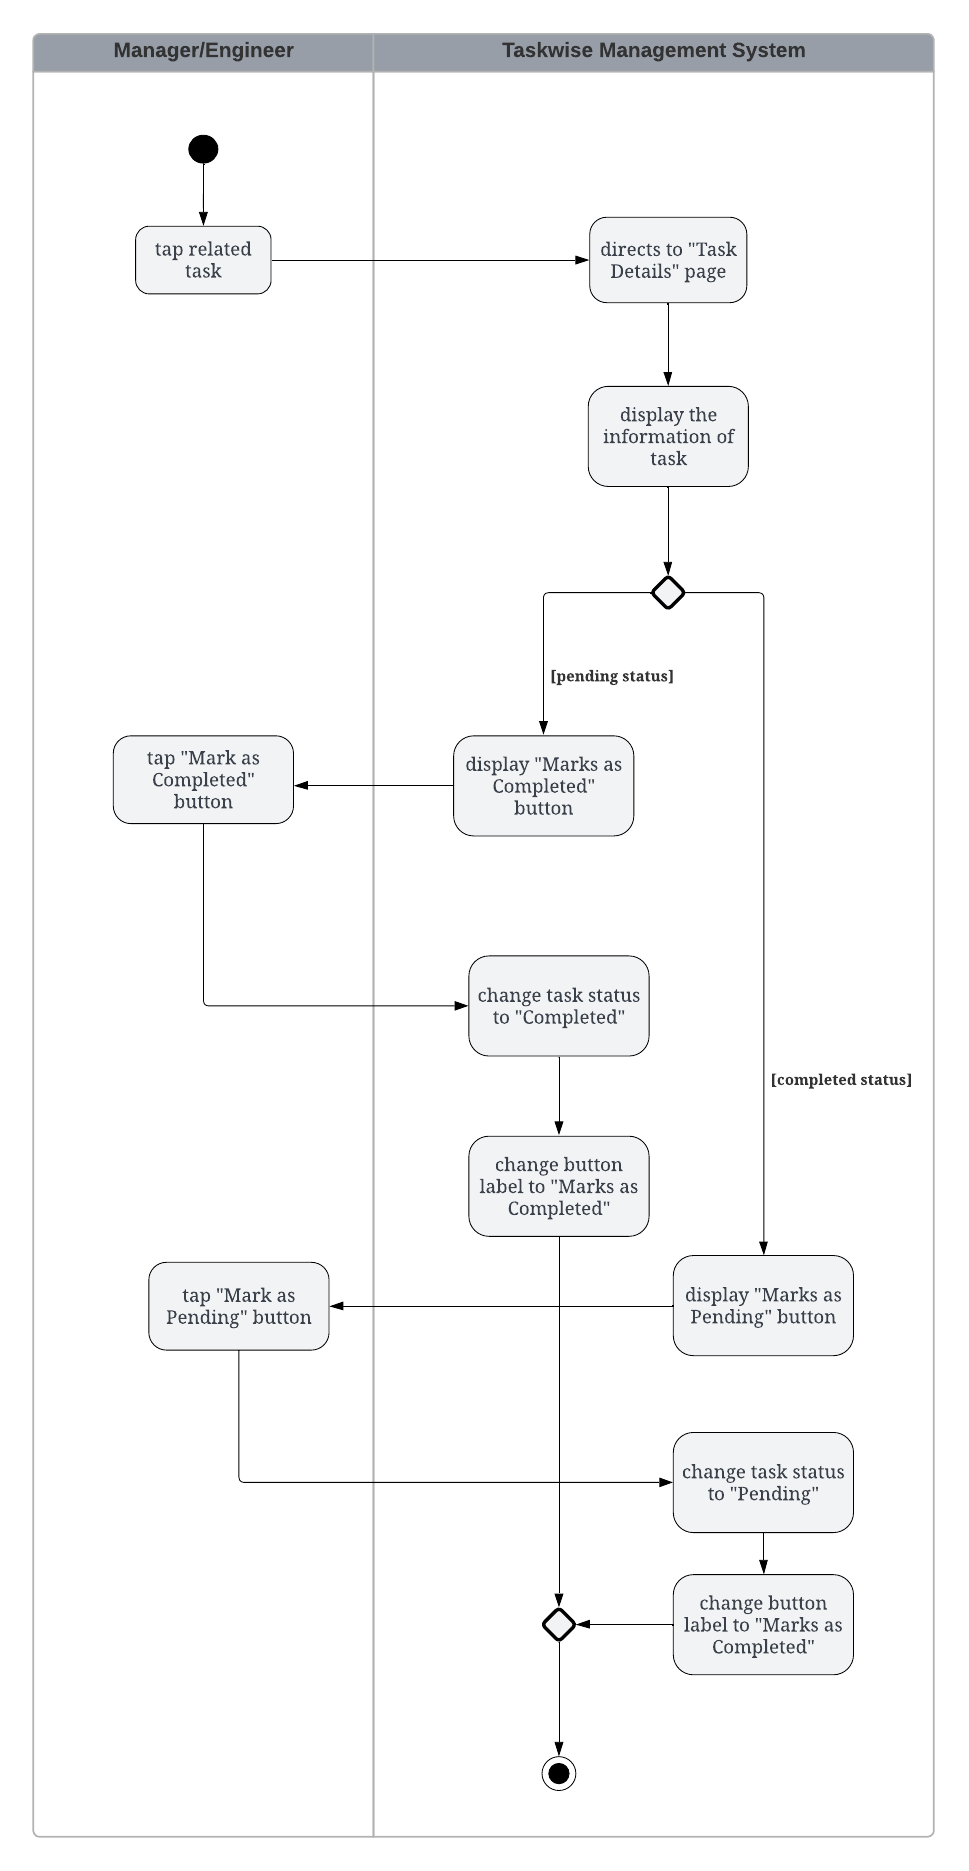 Manager/Engineer
Taskwise Management System
tap related
task
directs to "Task
Details" page
display the
information of
task
[pending status]
tap "Mark as
Completed"
button
display "Marks as
Completed"
button
change task status
to "Completed"
[completed status]
change button
label to "Marks as
Completed"
tap "Mark as
Pending" button
display "Marks as
Pending" button
change task status
to "Pending"
change button
label to "Marks as
Completed"